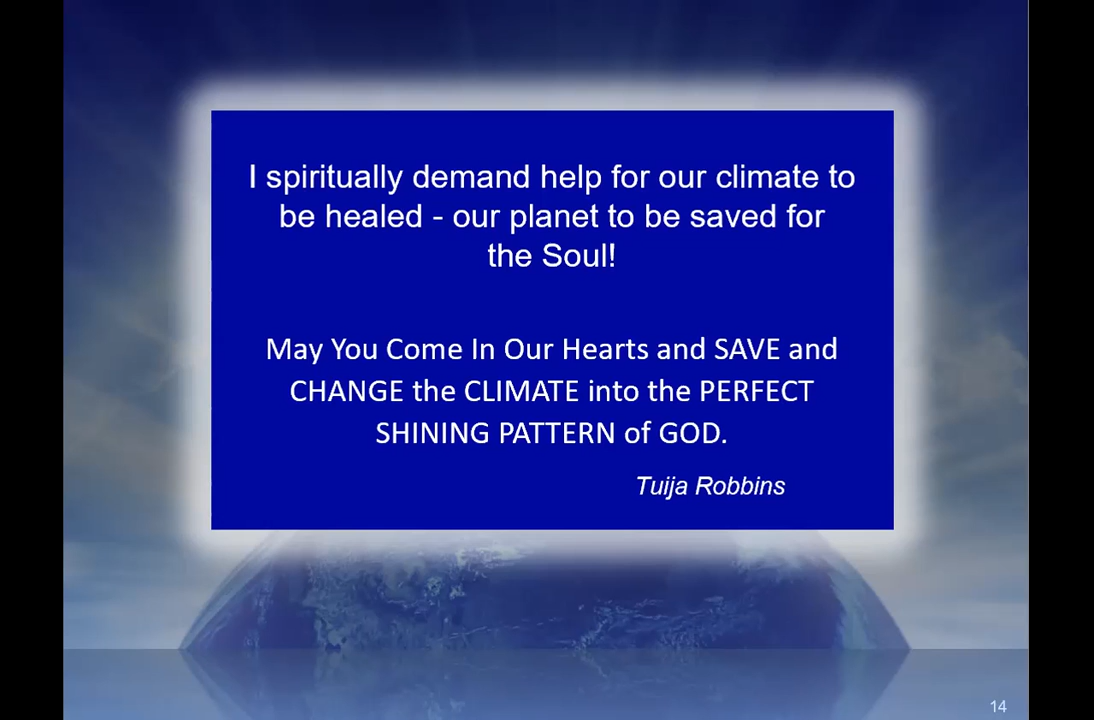 I spiritually demand help for our climate to
be healed - our planet to be saved for
the Soul!
May You Come In Our Hearts and SAVE and
CHANGE the CLIMATE into the PERFECT
SHINING PATTERN of GOD.
Tuija Robbins
14